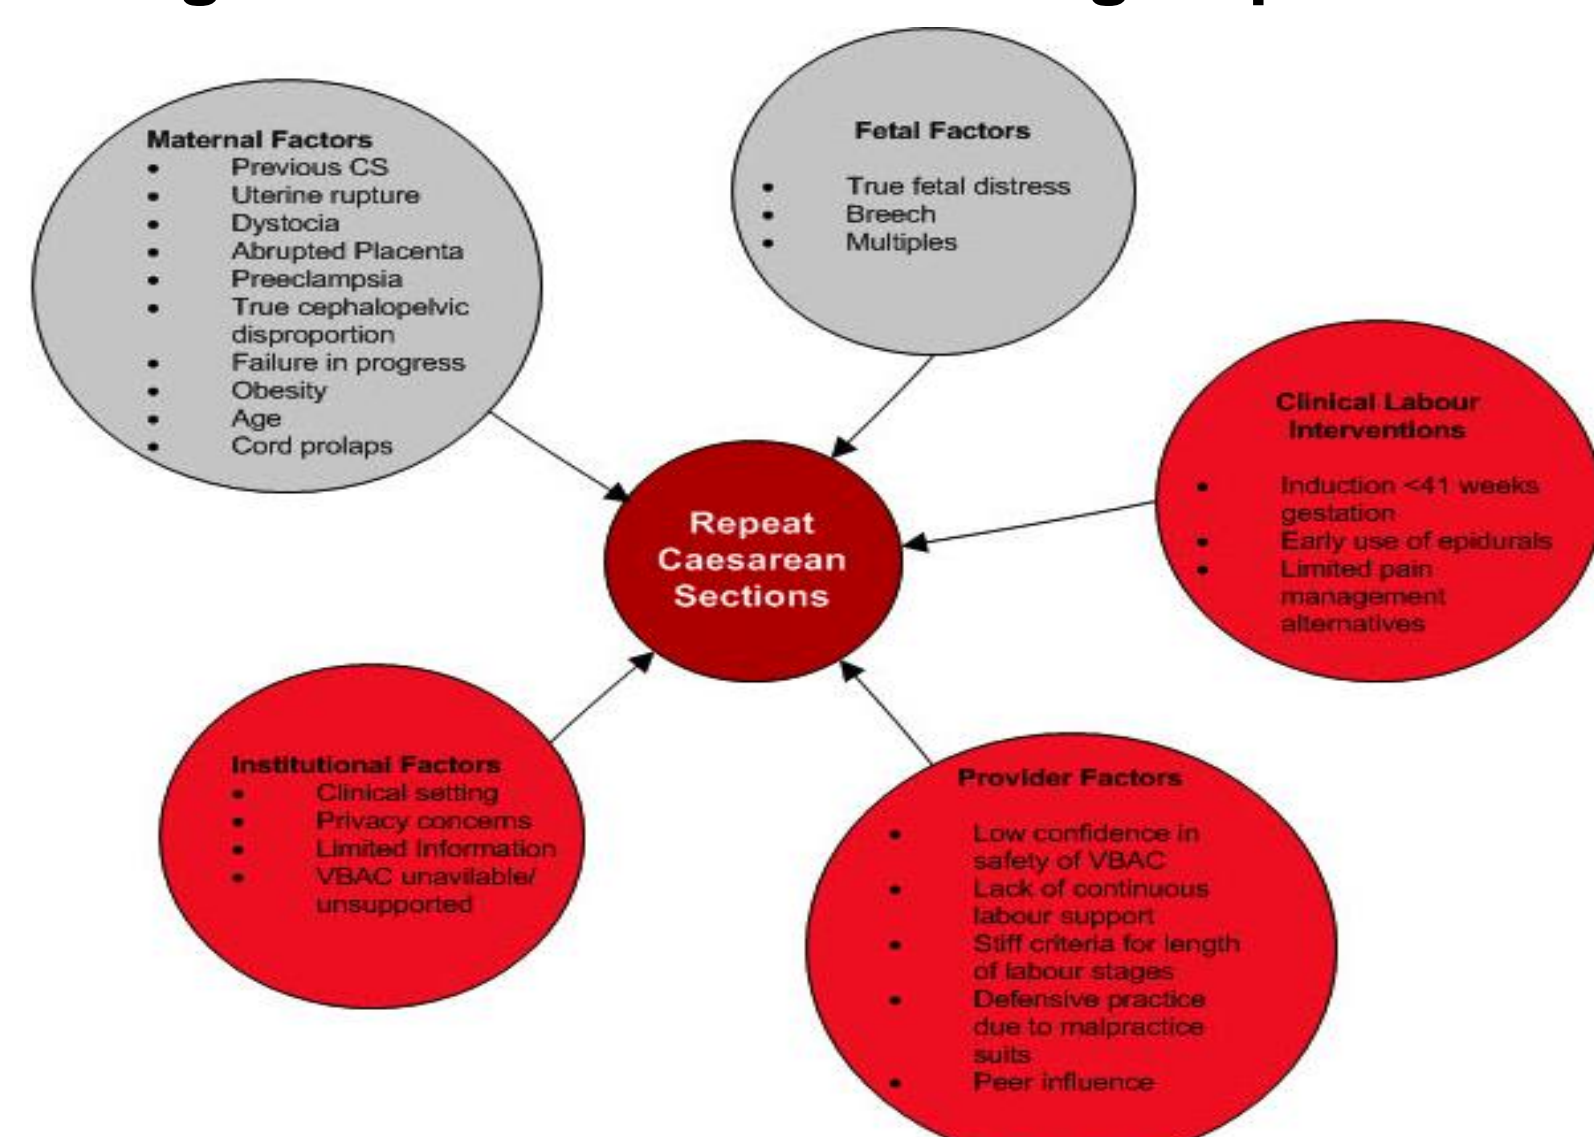 Maternal Factors
• Previous CS
• Uterine rupture
• Dystocia
• Abrupted Placenta
• Preeclampsia
• True cephalopelvic
disproportion
• Failure in progress
• Obesity
• Age
• Cord prolaps
Fetal Factors
• True fetal distress
• Breech
• Multiples
Clinical Labour
Interventions
• Induction <41 weeks
gestation
• Early use of epidurals
• Limited pain
management
alternatives
Repeat
Caesarean
Sections
Institutional Factors
• Clinical setting
• Privacy concerns
• Limited Information
• VBAC unavilable/
unsupported
Provider Factors
• Low confidence in
safety of VBAC
• Lack of continuous
labour support
• Stiff criteria for length
of labour stages
• Defensive practice
due to malpractice
suits
• Peer influence